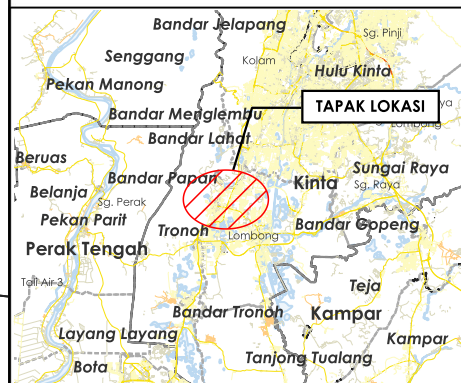 Bandar Jelapang
Sg. Pinji
Senggang
Kolam
Hulu Kinta
Pekan Manong
TAPAK LOKASI
Bandar Menglembu
Lombong
Bandar Lahat
Beruas
Sungai Raya
Bandar Papan
Kinta
Sg. Raya
Belanja
Sg. Perak
Pekan Parit
Bandar Gopeng
Tronoh
Lombong
Perak Tengah
Tali Air 3
Teja
Bandar Tronoh
Kampar
Layang Layang
Kampar
Tanjong Tualang
Bota